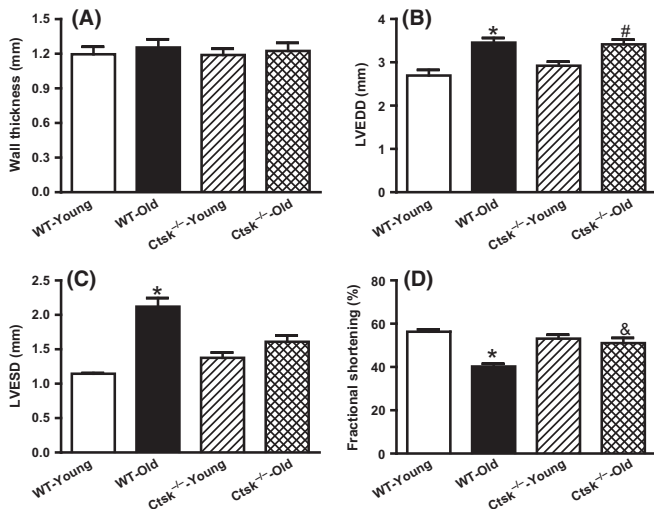 (A)
Wall thickness (mm)
1.5
1.2
0.9
0.6
0.3
0.0
WT-Young
WT-Old
Ctsk−/−-Young
Ctsk−/−-Old
(B)
LVEDD (mm)
4
3
2
1
0
*
#
WT-Young
WT-Old
Ctsk−/−-Young
Ctsk−/−-Old
(C)
LVESD (mm)
2.5
2.0
1.5
1.0
0.5
0.0
*
WT-Young
WT-Old
Ctsk−/−-Young
Ctsk−/−-Old
(D)
Fractional shortening (%)
80
60
40
20
0
*
&
WT-Young
WT-Old
Ctsk−/−-Young
Ctsk−/−-Old